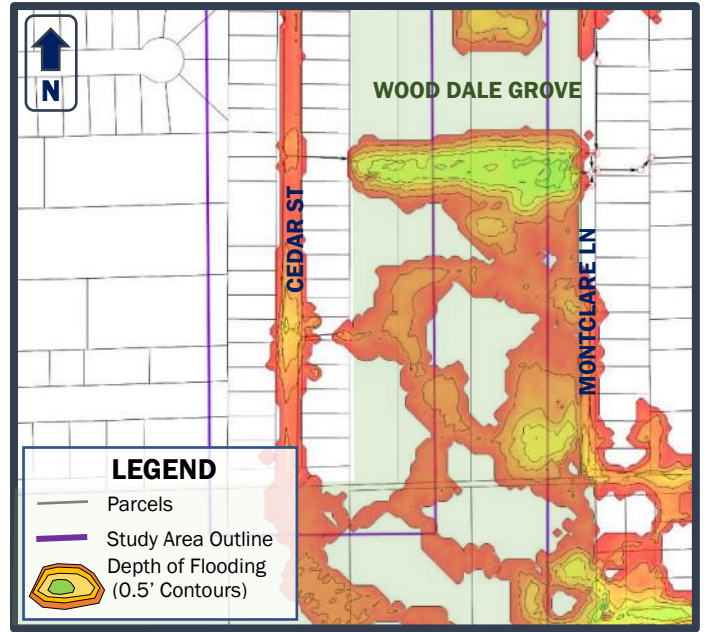 N
WOOD DALE GROVE
CEDAR ST
MONTCLARE LN
LEGEND
Parcels
Study Area Outline
Depth of Flooding
(0.5' Contours)